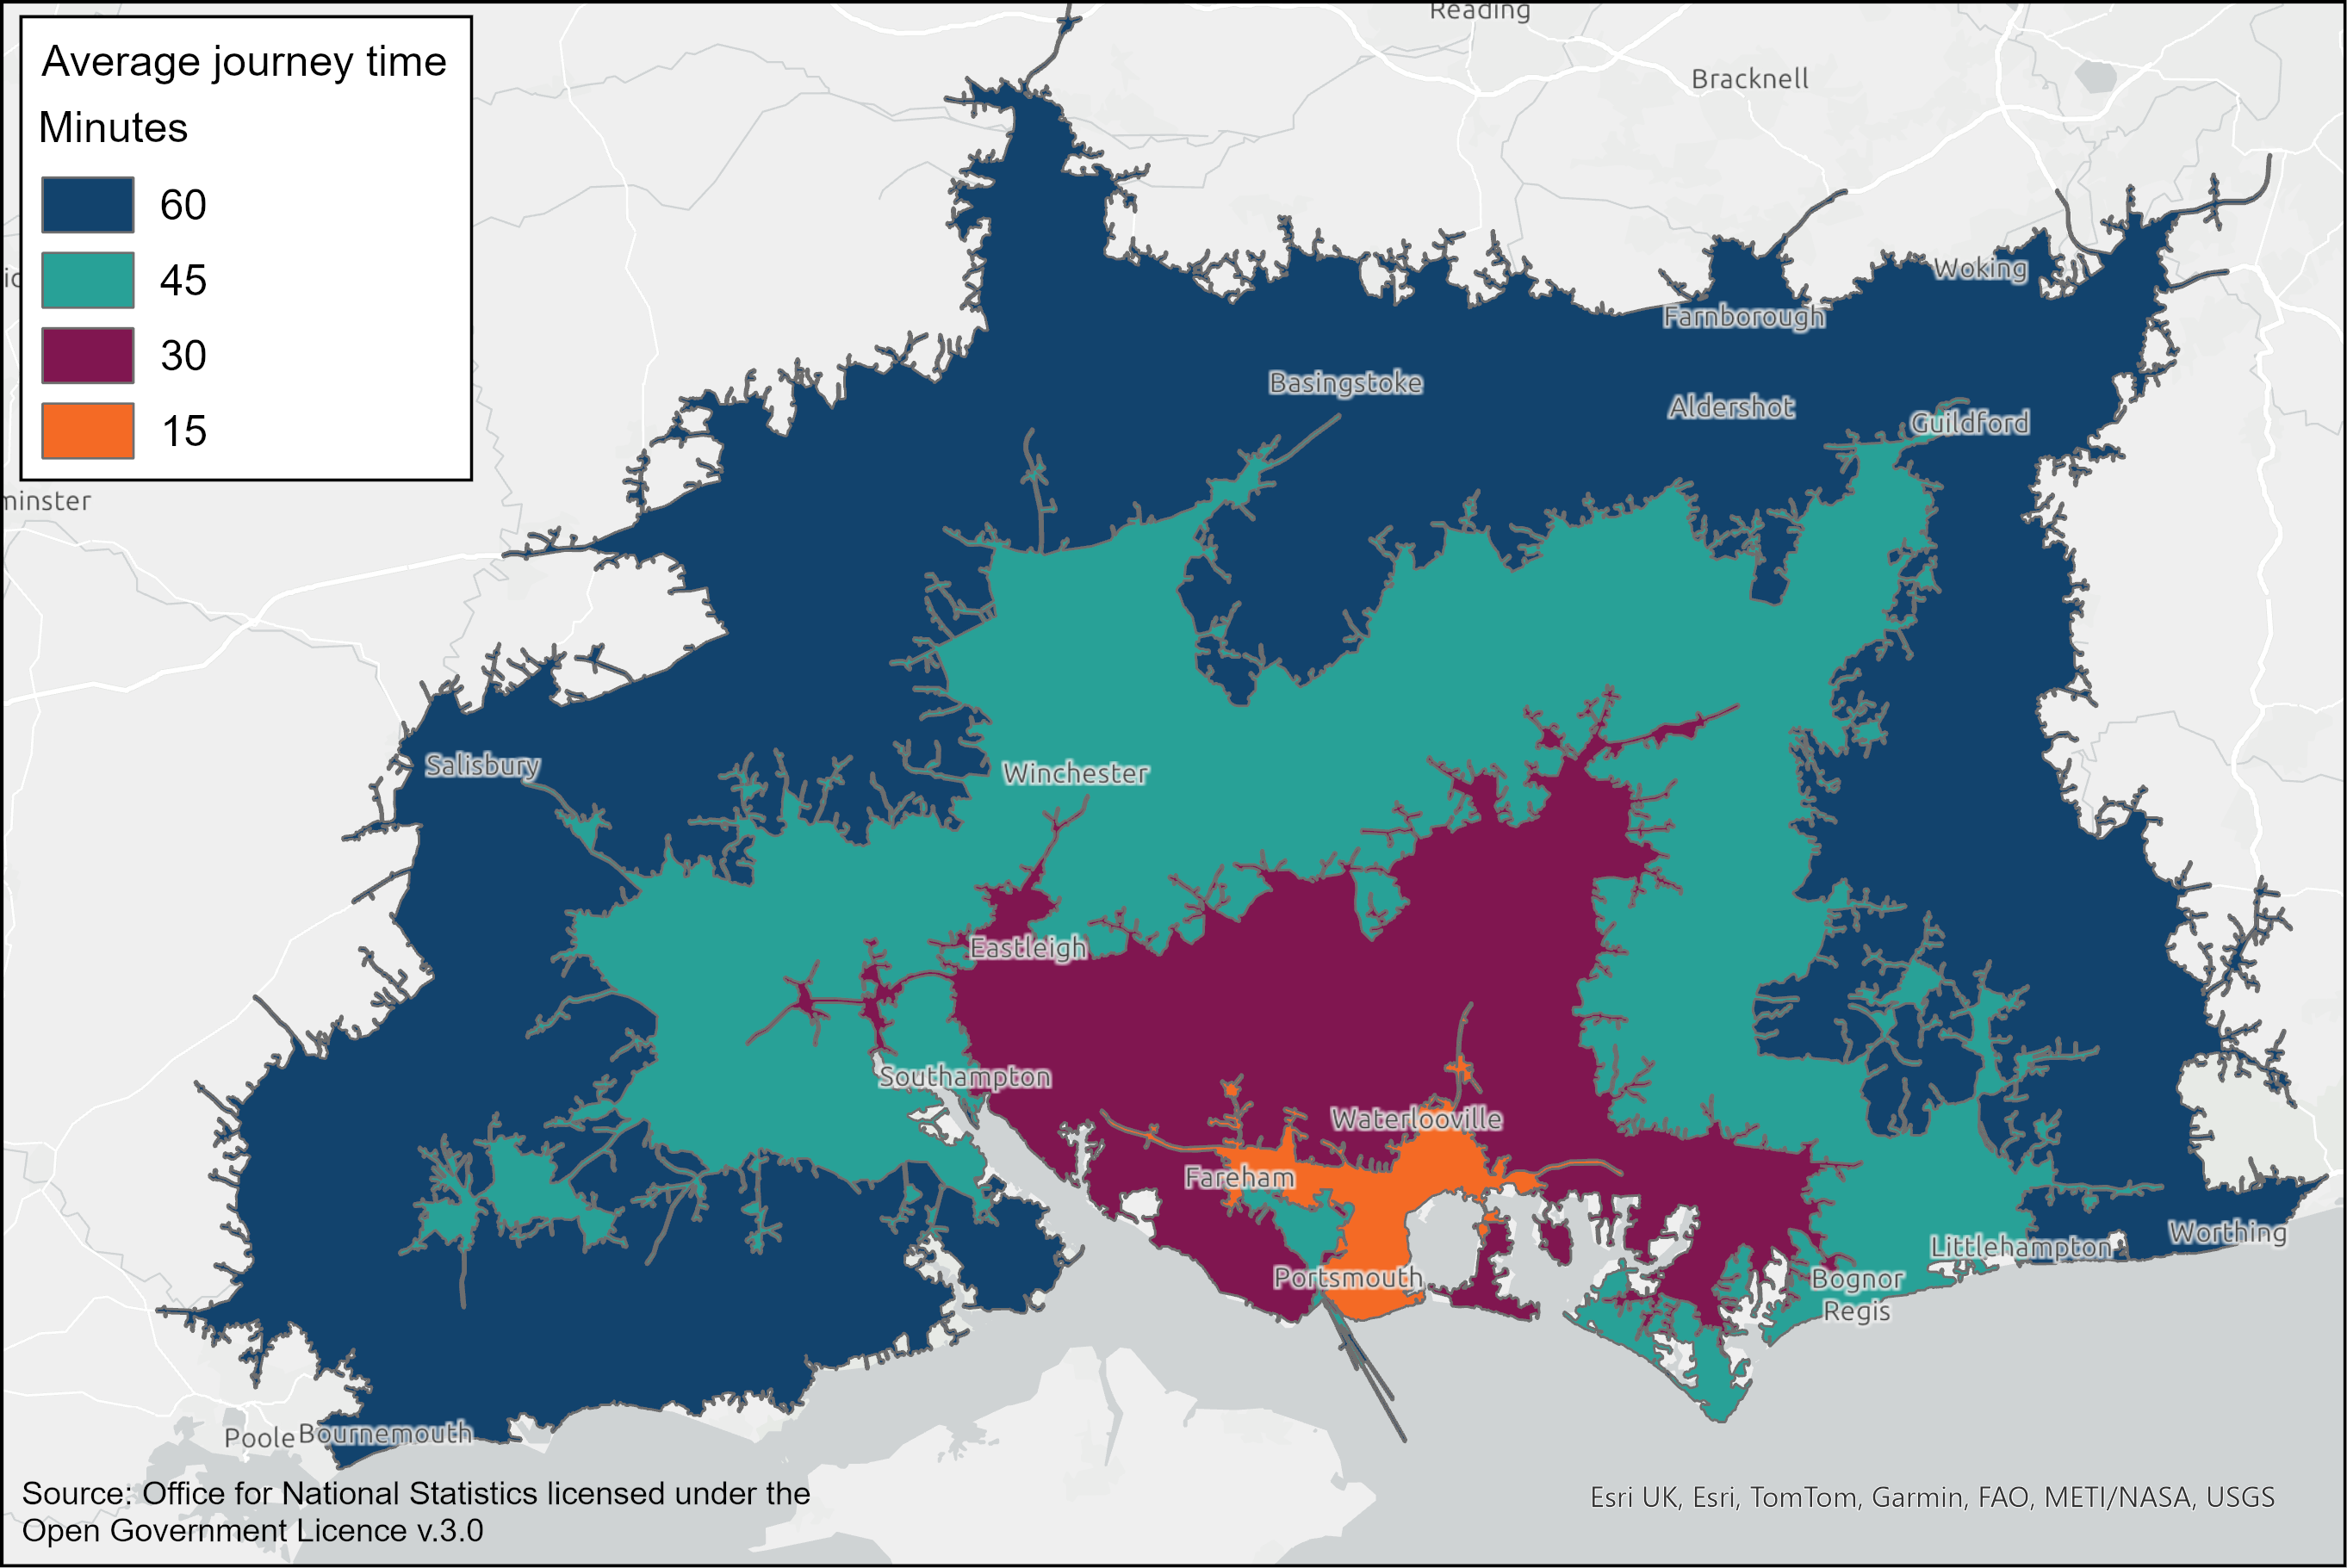 Average journey time
Minutes
60
45
30
15
Reading
Bracknell
Woking
Farnborough
Basingstoke
Aldershot
Guildford
minster
Salisbury
Winchester
Eastleigh
Southampton
Waterlooville
Fareham
Worthing
Littlehampton
Portsmouth
Bognor
Regis
Poole
Bournemouth
Source: Office for National Statistics licensed under the
Open Government Licence v.3.0
Esri UK, Esri, TomTom, Garmin, FAO, METI/NASA, USGS